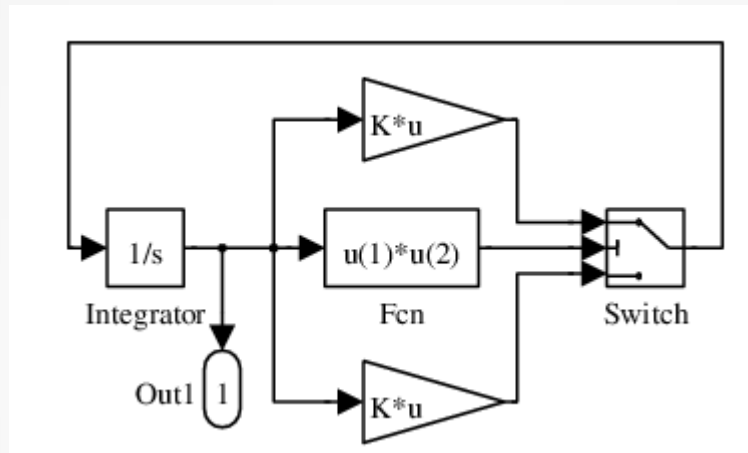 K*u
1/s
u(1)*u(2)
Integrator
Fcn
Switch
Out1
1
K*u